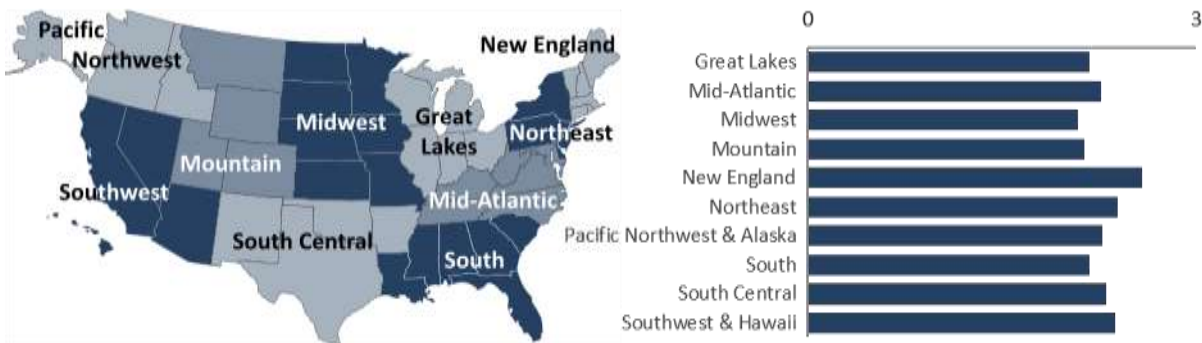 Pacific
Northwest
New England
Midwest
Great
Lakes
Northeast
Mountain
Southwest
Mid-Atlantic
South Central
South
0 3
Great Lakes
Mid-Atlantic
Midwest
Mountain
New England
Northeast
Pacific Northwest & Alaska
South
South Central
Southwest & Hawaii